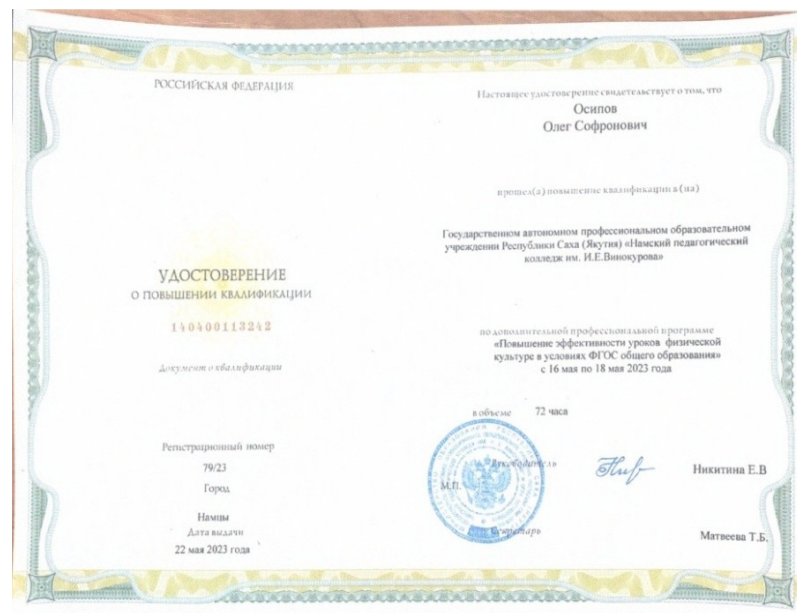 РОССИЙСКАЯ ФЕДЕРАЦИЯ
УДОСТОВЕРЕНИЕ
О ПОВЫШЕНИИ КВАЛИФИКАЦИИ
140400113242
Документ о квалификации
Регистрационный номер
79/23
Город
Намцы
Дата выдачи
22 мая 2023 года
Настоящее удостоверение свидетельствует о том, что
Осипов
Олег Софронович
прошел(а) повышение квалификации в (на)
Государственном автономном профессиональном образовательном
учреждении Республики Саха (Якутия) «Намский педагогический
колледж им. И.Е.Винокурова»
по дополнительной профессиональной программе
«Повышение эффективности уроков физической
культуре в условиях ФГОС общего образования»
с 16 мая по 18 мая 2023 года
в объеме 72 часа
Руководитель
Никитина Е.В
М.П.
Секретарь
Матвеева Т.Б.